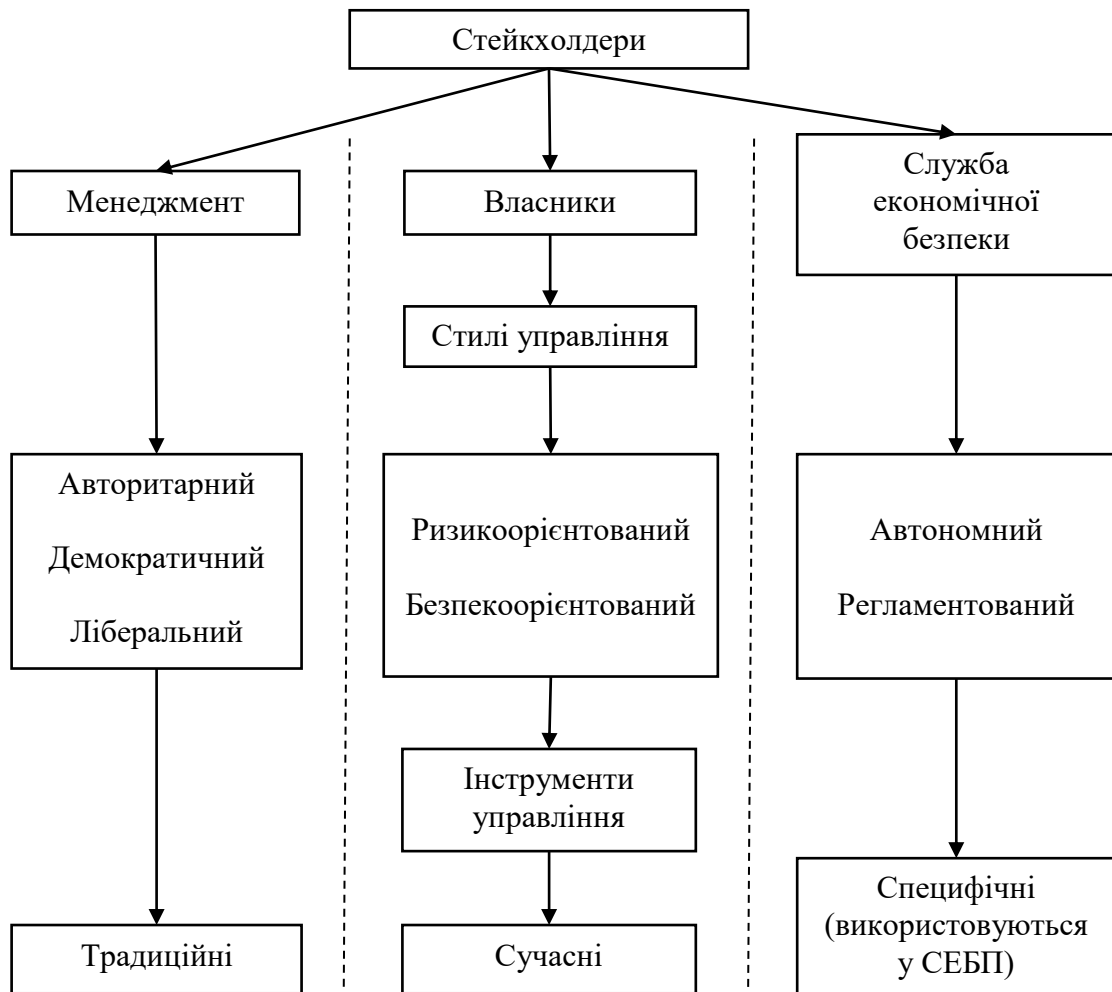 Стейкхолдери
Менеджмент
Власники
Служба
економічної
безпеки
Стилі управління
Авторитарний
Демократичний
Ліберальний
Ризикоорієнтований
Безпекоорієнтований
Автономний
Регламентований
Інструменти
управління
Традиційні
Сучасні
Специфічні
(використовуються
у СЕБП)